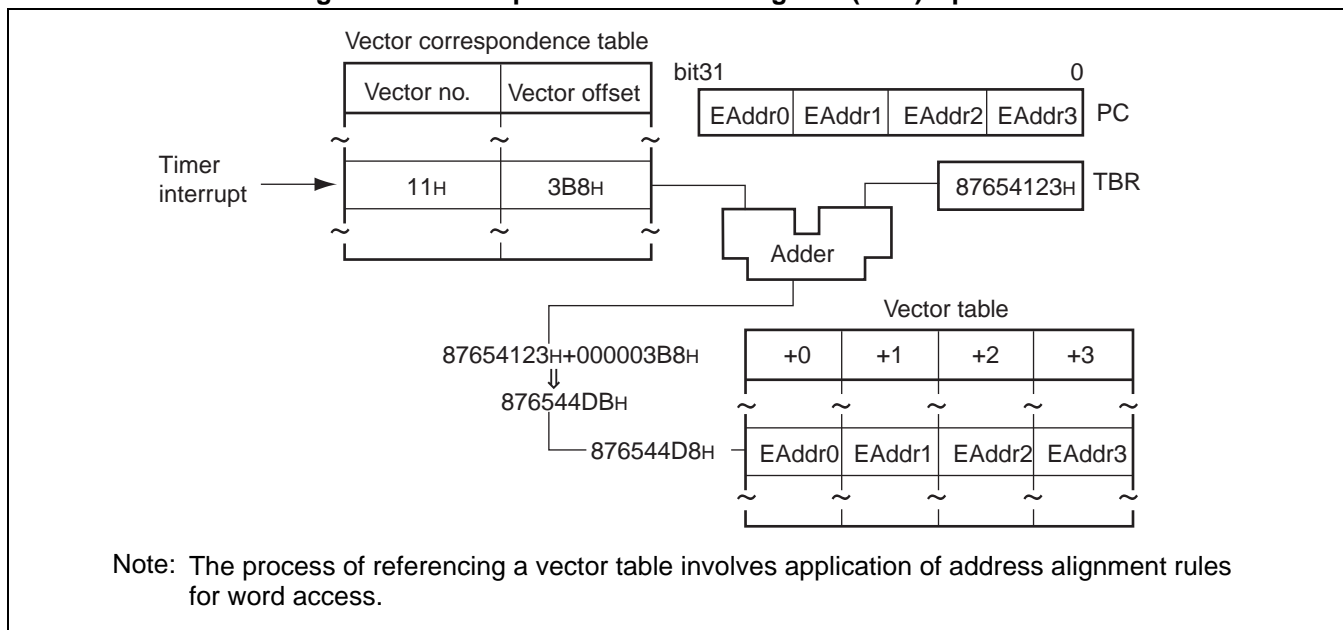 Vector correspondence table
bit31 0
Vector no. Vector offset
EAddr0 EAddr1 EAddr2 EAddr3 PC
Timer
interrupt
11H 3B8H
87654123H TBR
Adder
Vector table
87654123H+000003B8H
+0 +1 +2 +3
⇓
876544DBH
876544D8H EAddr0 EAddr1 EAddr2 EAddr3
Note: The process of referencing a vector table involves application of address alignment rules
for word access.